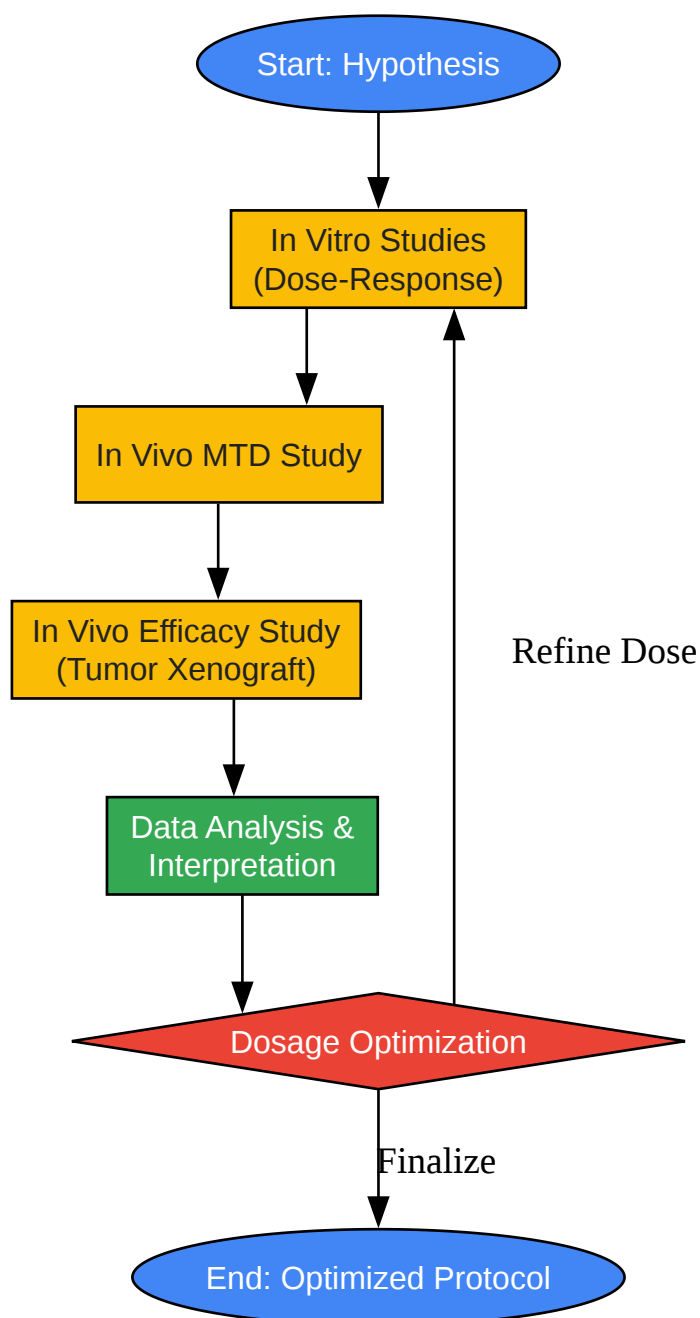 Start: Hypothesis
In Vitro Studies
(Dose-Response)
In Vivo MTD Study
In Vivo Efficacy Study
(Tumor Xenograft)
Refine Dose
Data Analysis &
Interpretation
Dosage Optimization
Finalize
End: Optimized Protocol